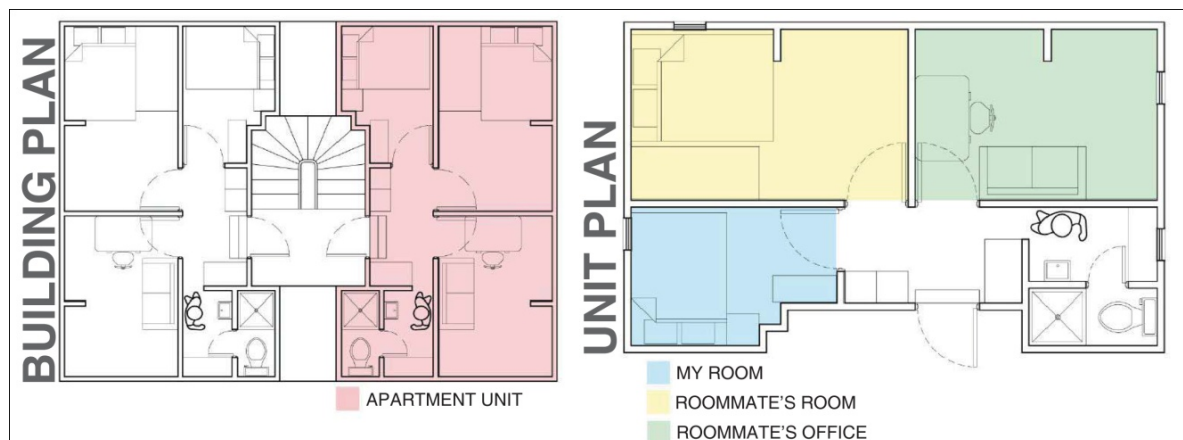 BUILDING PLAN
APARTMENT UNIT
UNIT PLAN
MY ROOM
ROOMMATE'S ROOM
ROOMMATE'S OFFICE